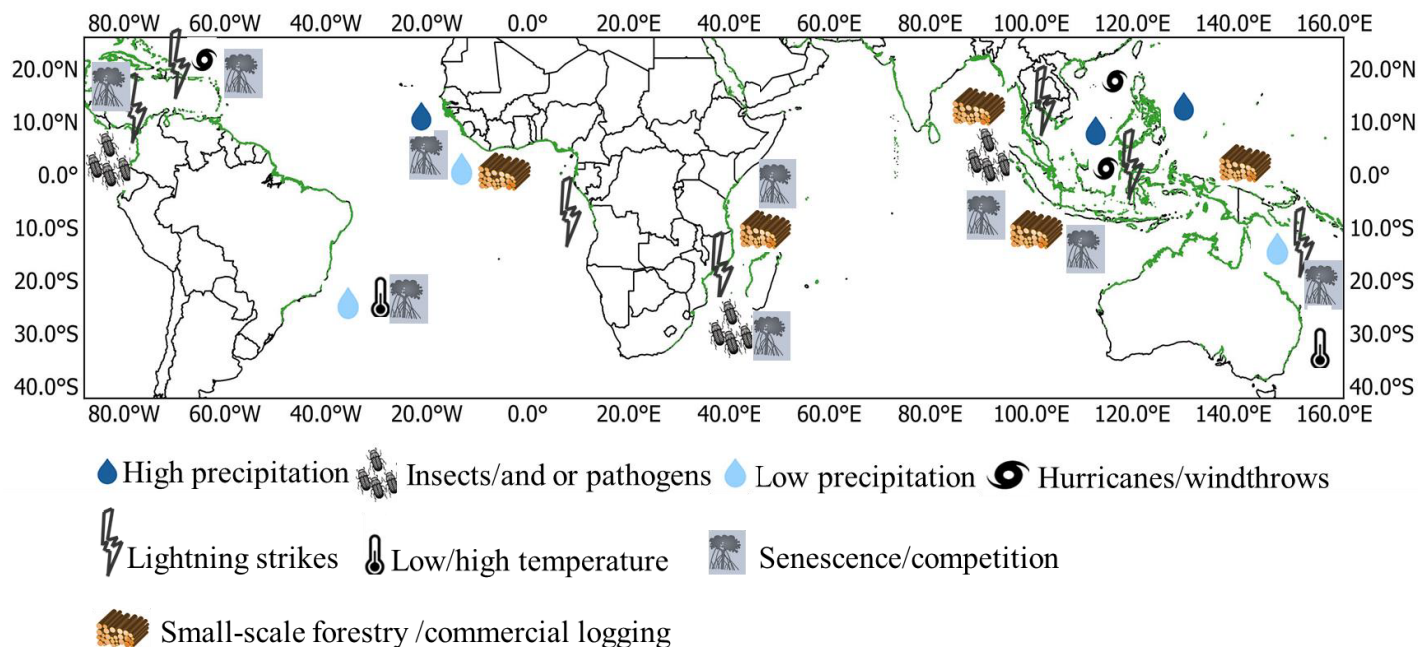 80.0°W 60.0°W 40.0°W 20.0°W 0.0° 20.0°E 40.0°E 60.0°E 80.0°E 100.0°E 120.0°E 140.0°E 160.0°E
20.0°N 20.0°N
10.0°N 10.0°N
0.0° 0.0°
10.0°S 10.0°S
20.0°S 20.0°S
30.0°S 30.0°S
40.0°S 40.0°S
80.0°W 60.0°W 40.0°W 20.0°W 0.0° 20.0°E 40.0°E 60.0°E 80.0°E 100.0°E 120.0°E 140.0°E 160.0°E
High precipitation Insects/and or pathogens Low precipitation Hurricanes/windthrows
Lightning strikes Low/high temperature Senescence/competition
Small-scale forestry /commercial logging